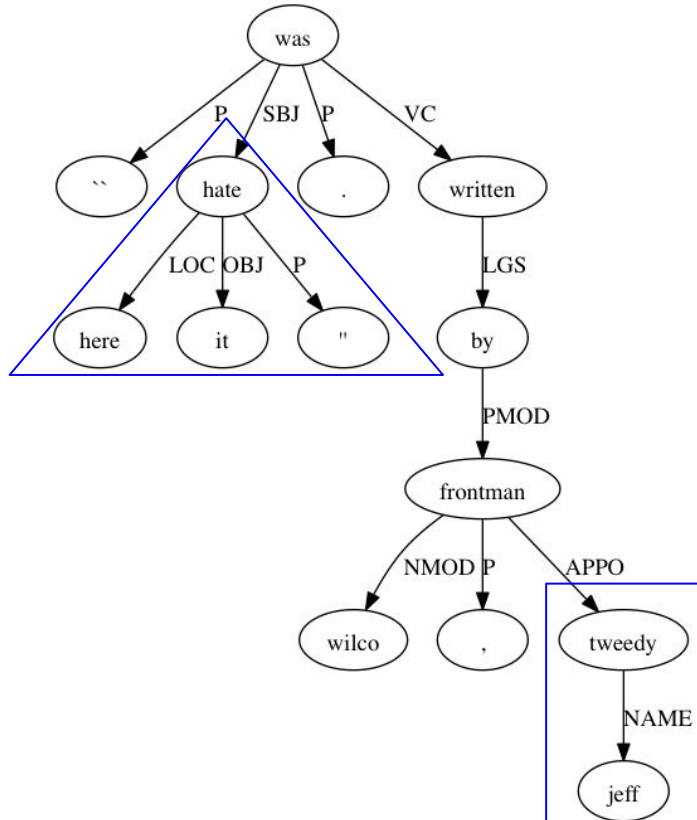 was
P SBJ P VC
`` hate . written
LOC OBJ P LGS
here it " by
PMOD
frontman
NMOD P APPO
wilco , tweedy
NAME
jeff